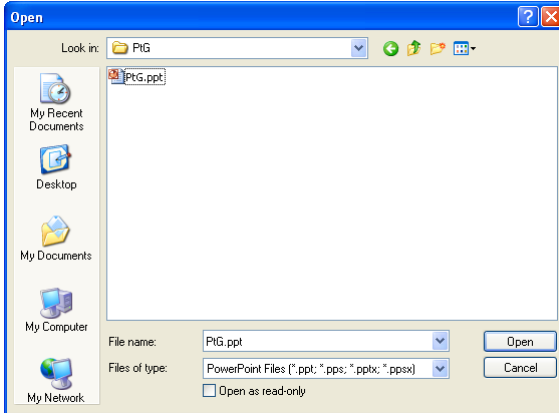 Open
Look in: PtG
PtG.ppt
My Recent
Documents
Desktop
My Documents
My Computer
My Network
File name: PtG.ppt Open
Files of type: PowerPoint Files (*.ppt; *.pps; *.pptx; *.ppsx) Cancel
Open as read-only